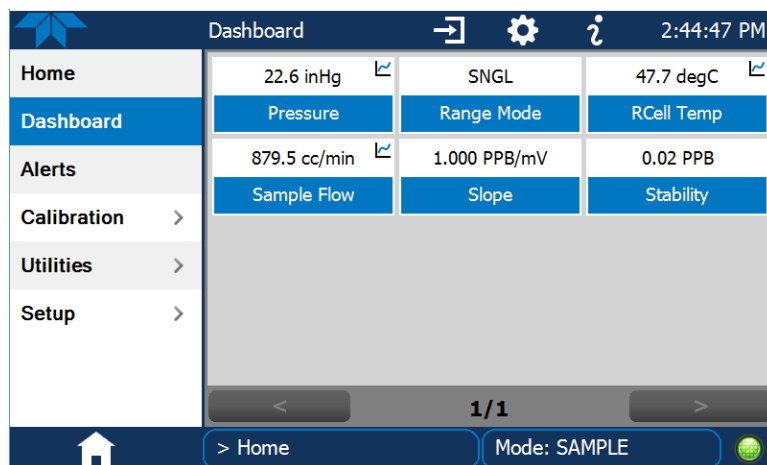 Dashboard
2:44:47 PM
Home
Dashboard
Alerts
Calibration >
Utilities >
Setup >
22.6 inHg
Pressure
SNGL
Range Mode
47.7 degC
RCell Temp
879.5 cc/min
Sample Flow
1.000 PPB/mV
Slope
0.02 PPB
Stability
< 1/1 >
> Home
Mode: SAMPLE